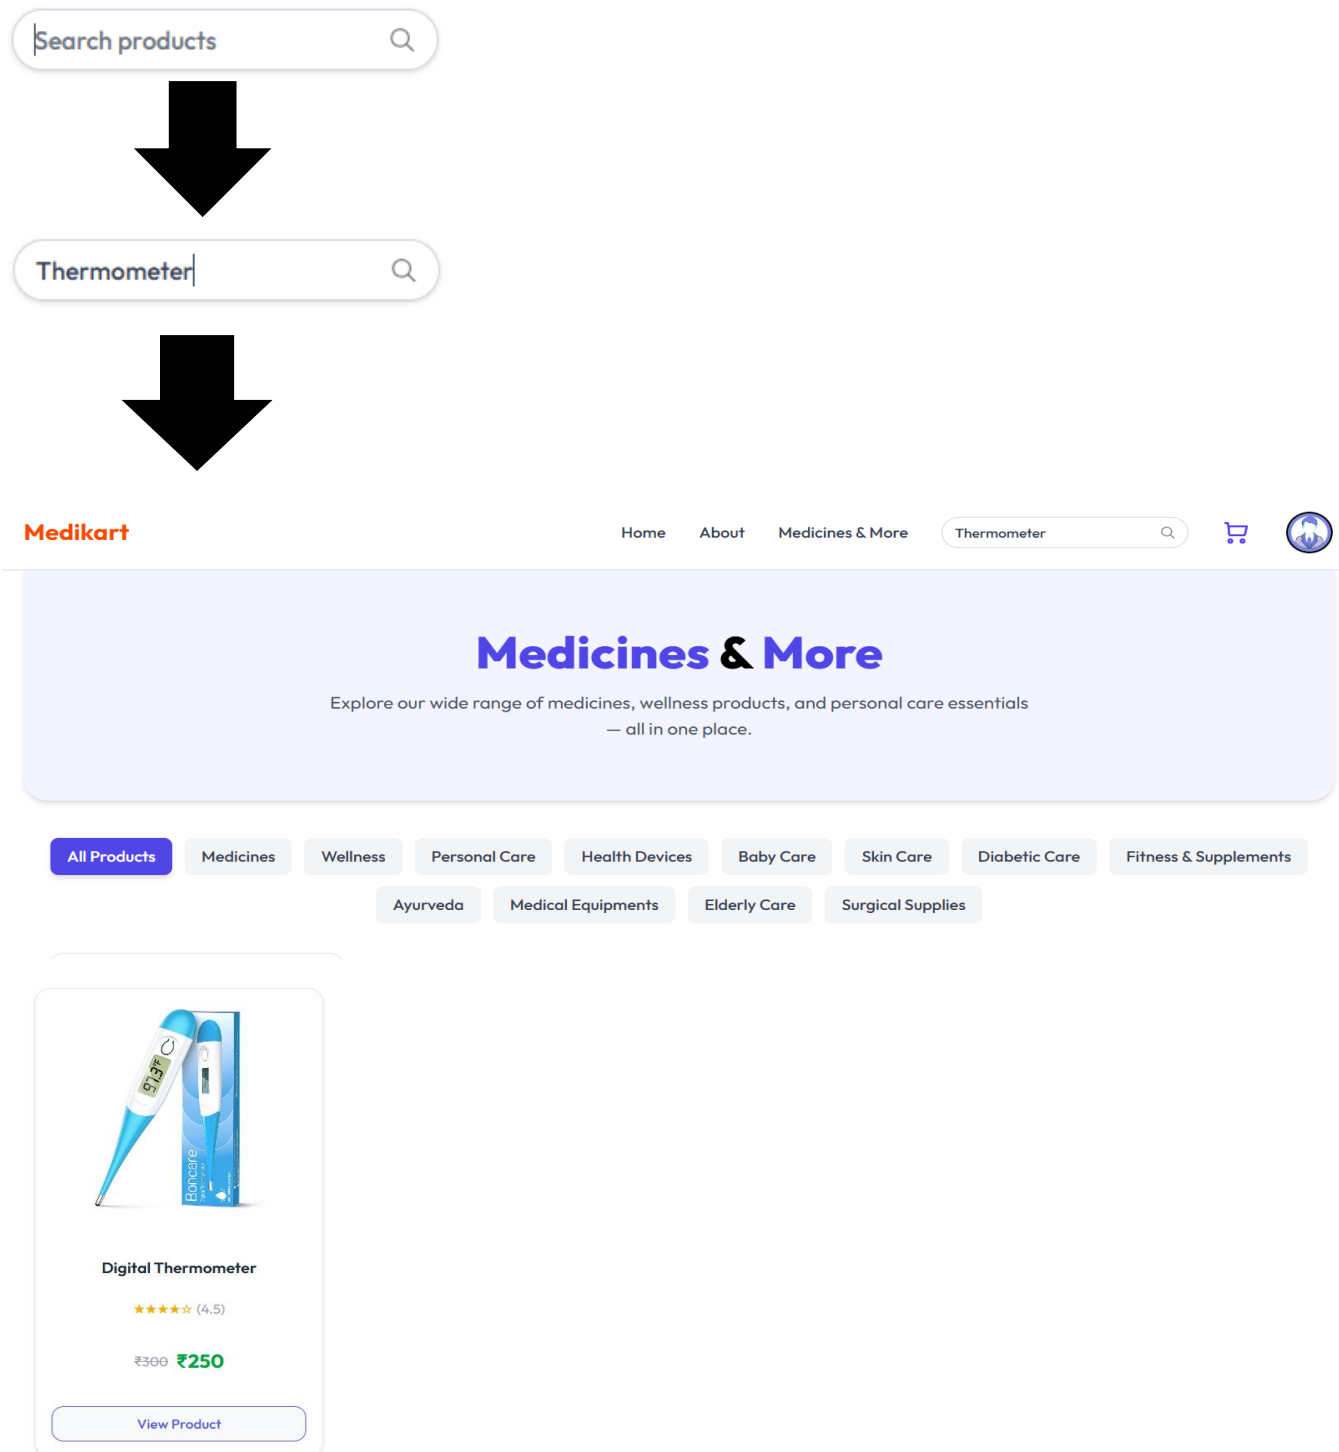 Search products
Thermometer
Medikart
Home About Medicines & More Thermometer
Medicines & More
Explore our wide range of medicines, wellness products, and personal care essentials
— all in one place.
All Products Medicines Wellness Personal Care Health Devices Baby Care Skin Care Diabetic Care Fitness & Supplements
Ayurveda Medical Equipments Elderly Care Surgical Supplies
97.3°F
Boncare
Digital Thermometer
★★★★☆ (4.5)
₹300 ₹250
View Product